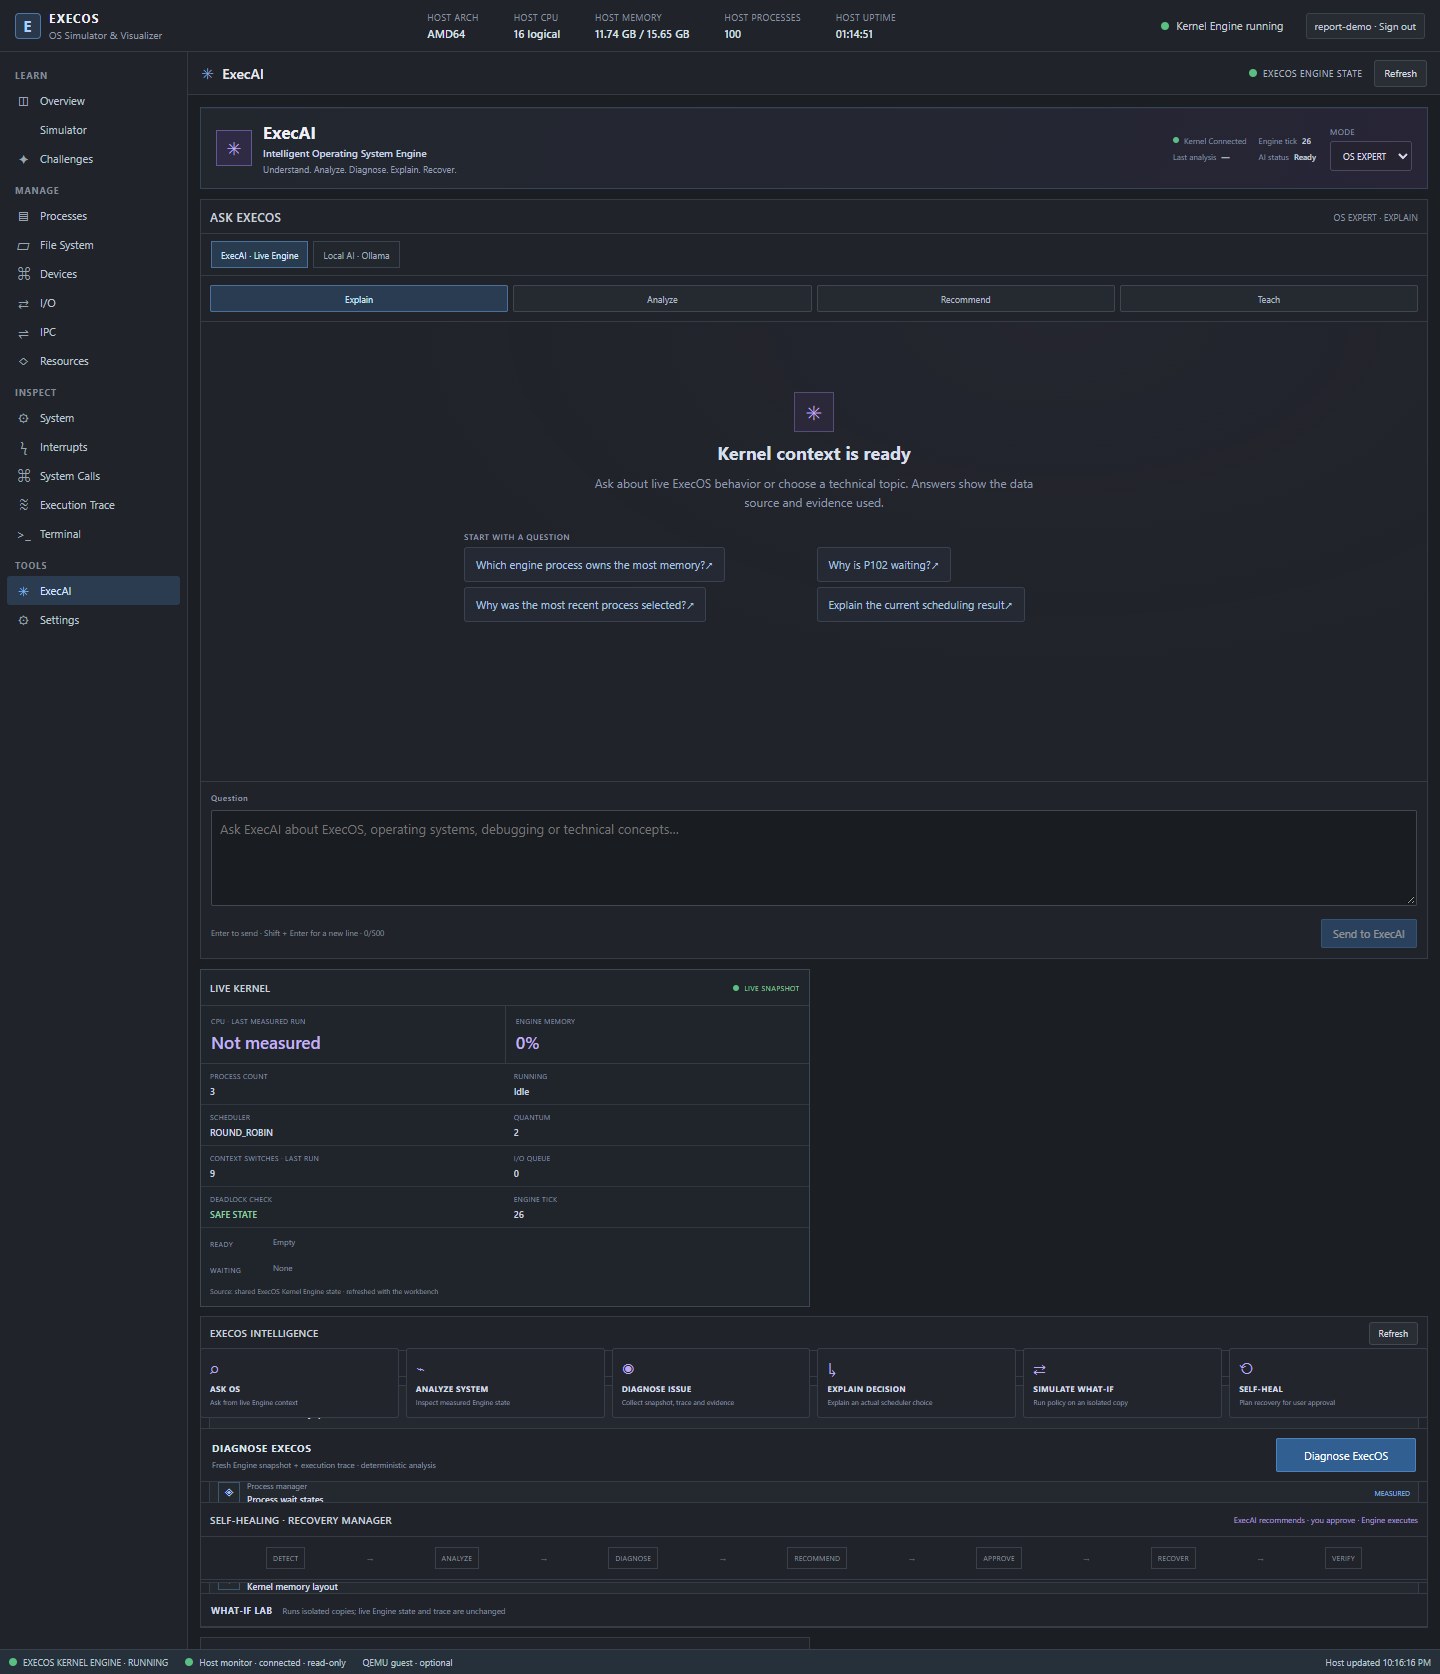 E
EXECOS
OS Simulator & Visualizer
HOST ARCH
AMD64
HOST CPU
16 logical
HOST MEMORY
11.74 GB / 15.65 GB
HOST PROCESSES
100
HOST UPTIME
01:14:51
Kernel Engine running
report-demo · Sign out
LEARN
Overview
Simulator
Challenges
MANAGE
Processes
File System
Devices
I/O
IPC
Resources
INSPECT
System
Interrupts
System Calls
Execution Trace
>_ Terminal
TOOLS
ExecAI
Settings
ExecAI
EXECOS ENGINE STATE
Refresh
ExecAI
Intelligent Operating System Engine
Understand. Analyze. Diagnose. Explain. Recover.
Kernel Connected
Engine tick 26
Last analysis —
AI status Ready
MODE
OS EXPERT
ASK EXECOS
OS EXPERT · EXPLAIN
ExecAI · Live Engine
Local AI · Ollama
Explain
Analyze
Recommend
Teach
Kernel context is ready
Ask about live ExecOS behavior or choose a technical topic. Answers show the data
source and evidence used.
START WITH A QUESTION
Which engine process owns the most memory?↗
Why is P102 waiting?↗
Why was the most recent process selected?↗
Explain the current scheduling result↗
Question
Ask ExecAI about ExecOS, operating systems, debugging or technical concepts...
Enter to send · Shift + Enter for a new line · 0/500
Send to ExecAI
LIVE KERNEL
LIVE SNAPSHOT
CPU · LAST MEASURED RUN
Not measured
ENGINE MEMORY
0%
PROCESS COUNT
3
RUNNING
Idle
SCHEDULER
ROUND_ROBIN
QUANTUM
2
CONTEXT SWITCHES · LAST RUN
9
I/O QUEUE
0
DEADLOCK CHECK
SAFE STATE
ENGINE TICK
26
READY
Empty
WAITING
None
Source: shared ExecOS Kernel Engine state · refreshed with the workbench
EXECOS INTELLIGENCE
Refresh
ASK OS
Ask from live Engine context
ANALYZE SYSTEM
Inspect measured Engine state
DIAGNOSE ISSUE
Collect snapshot, trace and evidence
EXPLAIN DECISION
Explain an actual scheduler choice
SIMULATE WHAT-IF
Run policy on an isolated copy
SELF-HEAL
Plan recovery for user approval
DIAGNOSE EXECOS
Fresh Engine snapshot + execution trace · deterministic analysis
Diagnose ExecOS
Process manager
Process wait states
MEASURED
SELF-HEALING · RECOVERY MANAGER
ExecAI recommends · you approve · Engine executes
DETECT → ANALYZE → DIAGNOSE → RECOMMEND → APPROVE → RECOVER → VERIFY
Kernel memory layout
WHAT-IF LAB
Runs isolated copies; live Engine state and trace are unchanged
EXECOS KERNEL ENGINE · RUNNING
Host monitor · connected · read-only
QEMU guest · optional
Host updated 10:16:16 PM